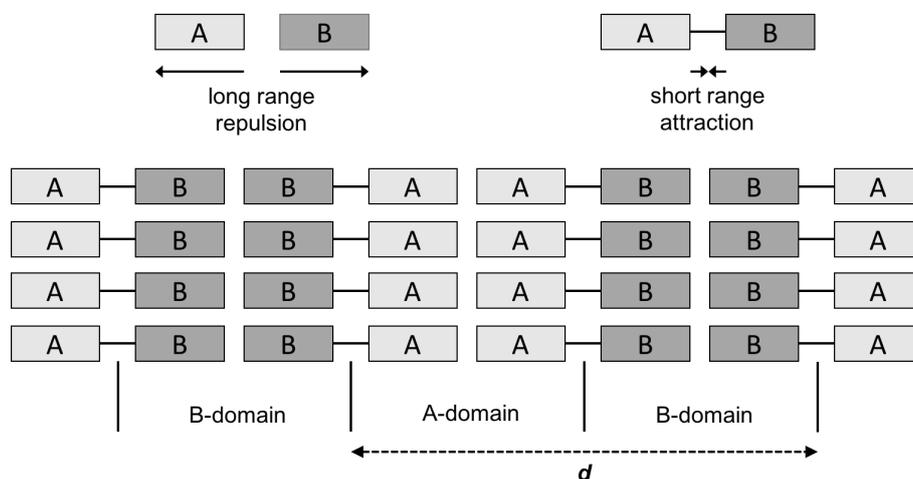 A B A B
long range short range
repulsion attraction
A B B A A B B A
A B B A A B B A
A B B A A B B A
A B B A A B B A
B-domain A-domain B-domain
d